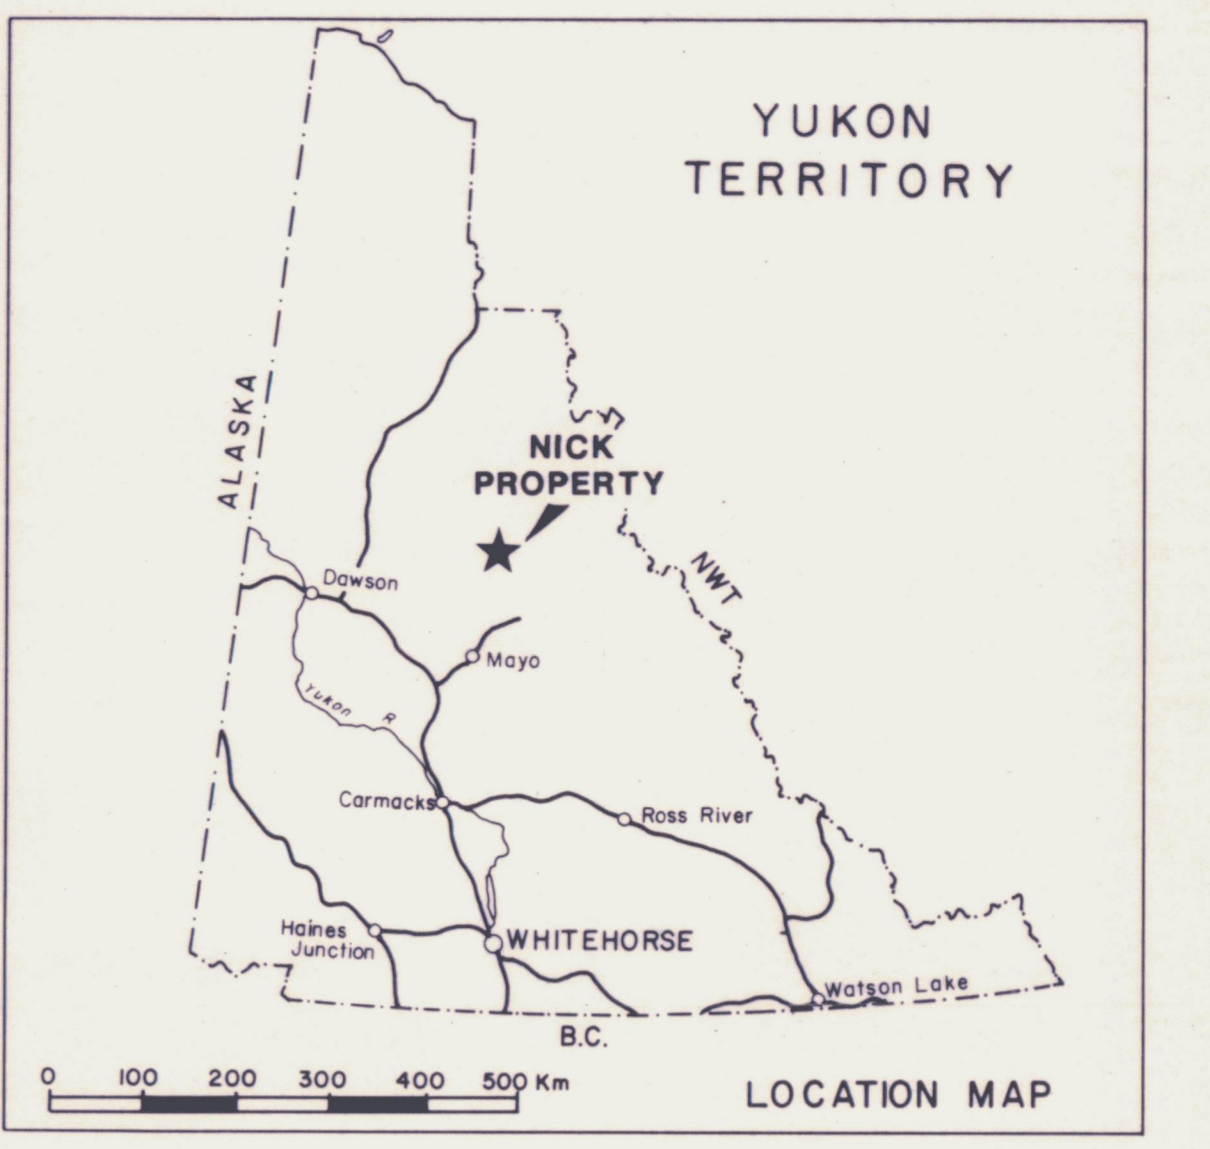 YUKON
TERRITORY
ALASKA
NICK
PROPERTY
NWT
Dawson
Mayo
Yukon R
Carmacks
Ross River
Haines
Junction
WHITEHORSE
Watson Lake
B.C.
0 100 200 300 400 500 Km
LOCATION MAP